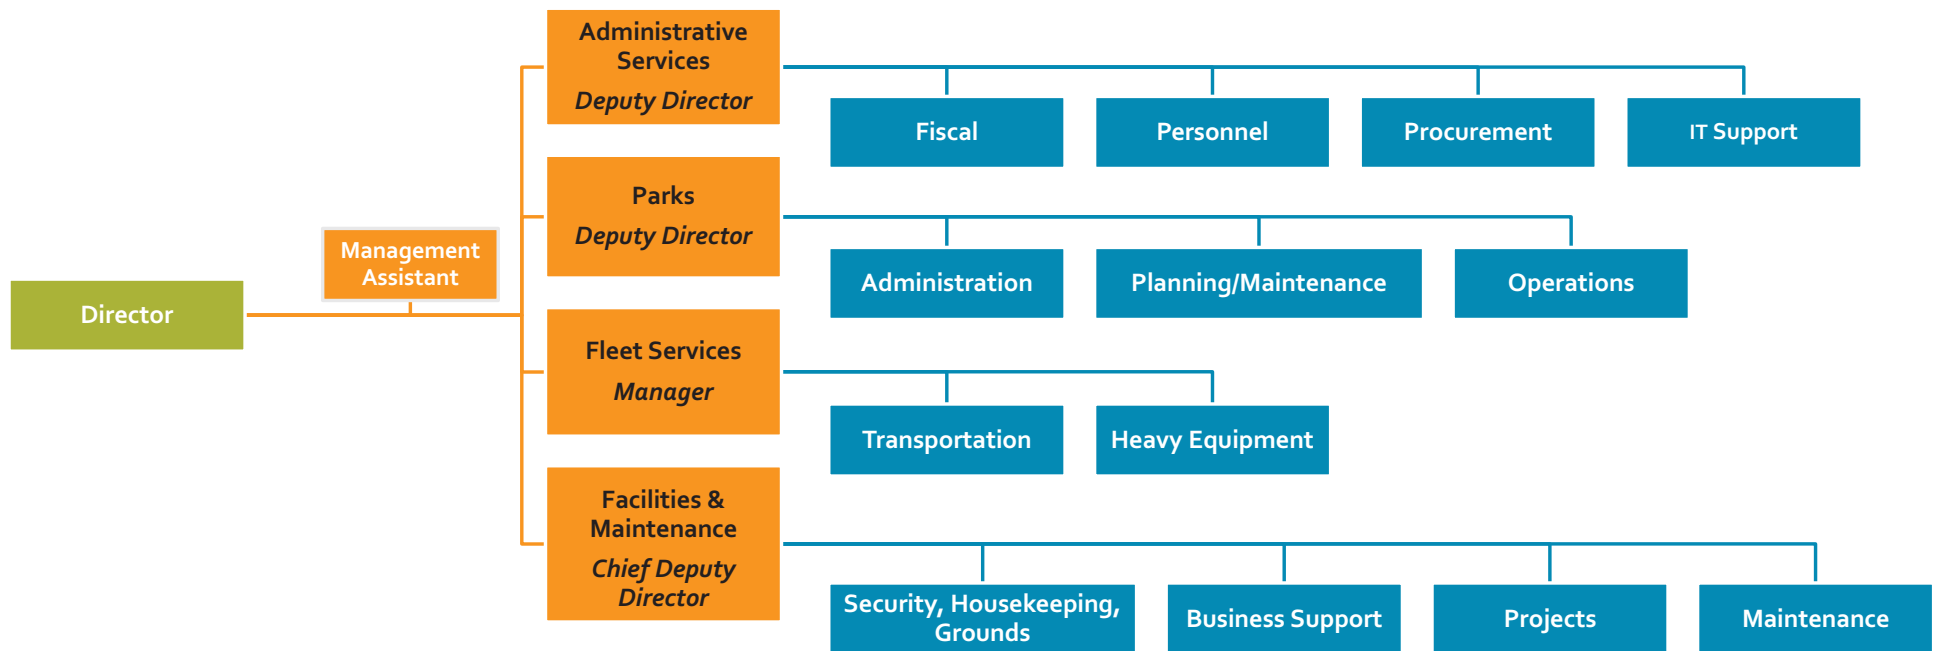 Director
Management
Assistant
Administrative
Services
Deputy Director
Fiscal
Personnel
Procurement
IT Support
Parks
Deputy Director
Administration
Planning/Maintenance
Operations
Fleet Services
Manager
Transportation
Heavy Equipment
Facilities &
Maintenance
Chief Deputy
Director
Security, Housekeeping,
Grounds
Business Support
Projects
Maintenance